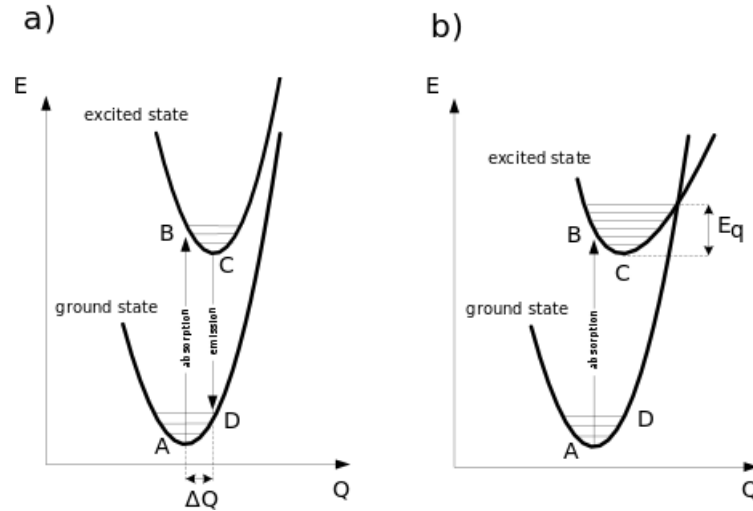 a)
E
excited state
B
C
ground state
absorption
emission
A
D
ΔQ
Q
b)
E
excited state
B
C
Eq
ground state
absorption
A
D
Q